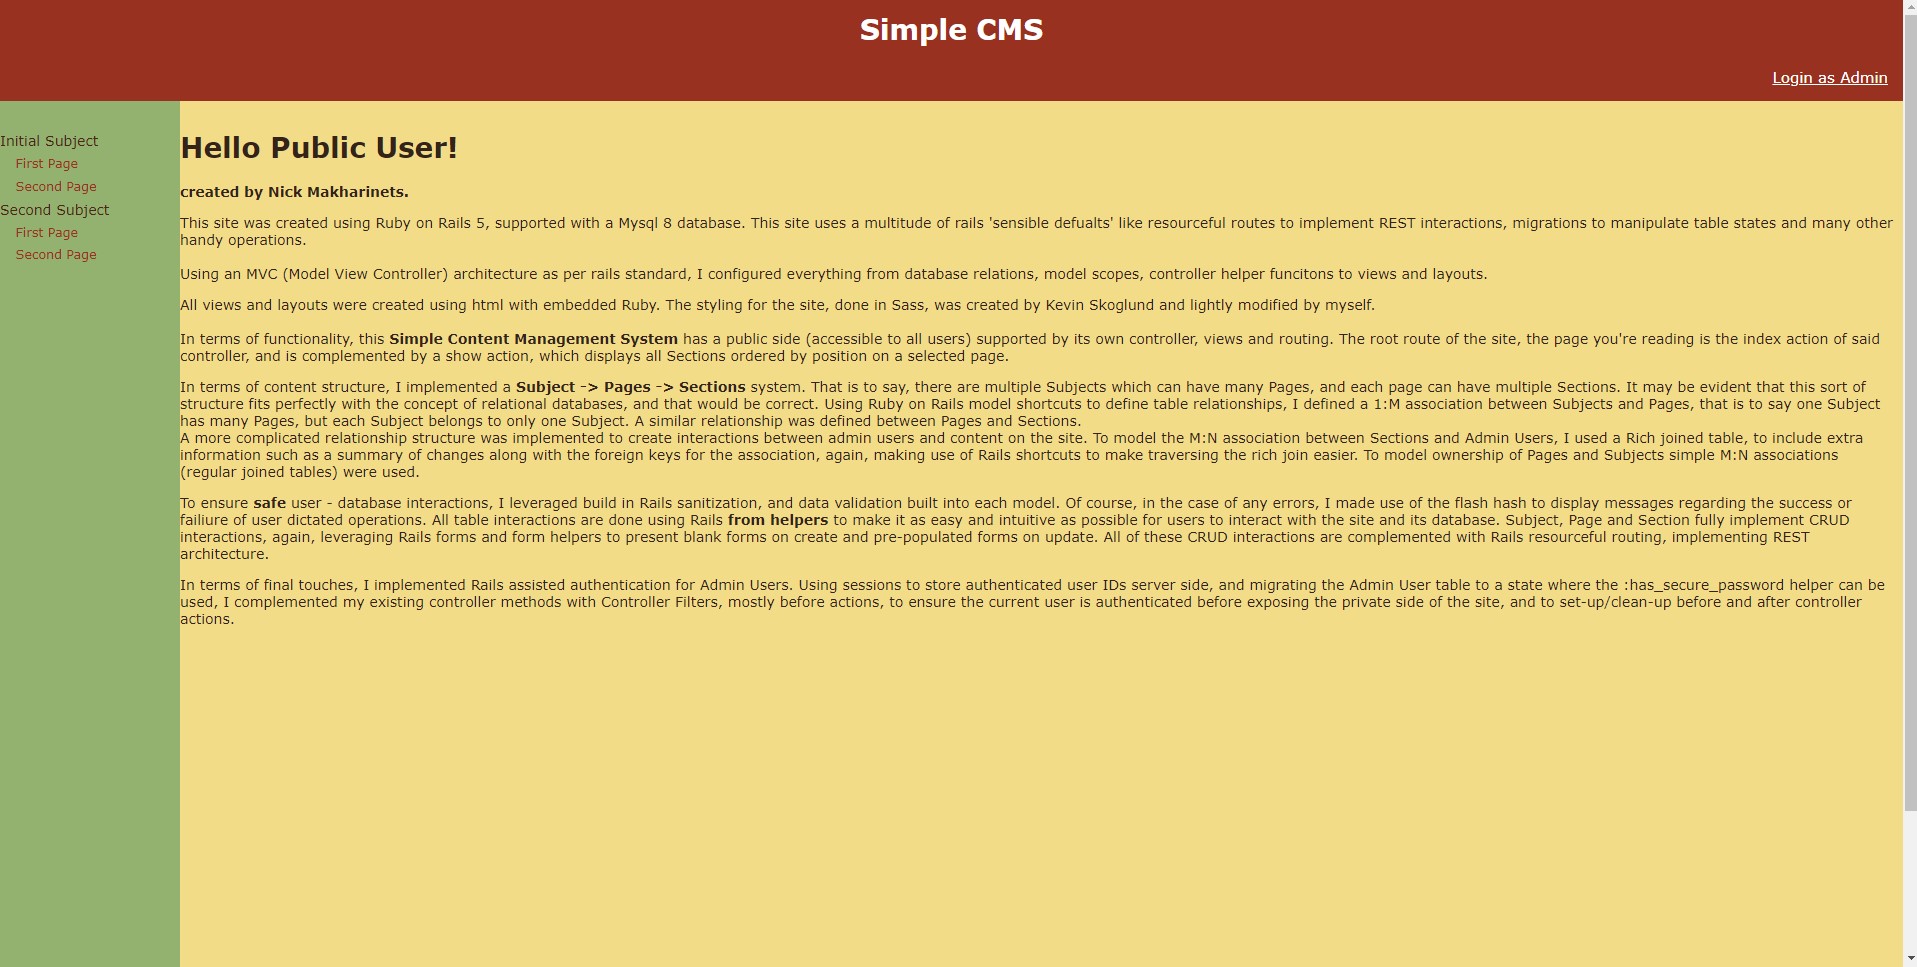 Simple CMS
Login as Admin
Initial Subject
First Page
Second Page
Second Subject
First Page
Second Page
Hello Public User!
created by Nick Makharinets.
This site was created using Ruby on Rails 5, supported with a Mysql 8 database. This site uses a multitude of rails 'sensible defualts' like resourceful routes to implement REST interactions, migrations to manipulate table states and many other
handy operations.
Using an MVC (Model View Controller) architecture as per rails standard, I configured everything from database relations, model scopes, controller helper funcitons to views and layouts.
All views and layouts were created using html with embedded Ruby. The styling for the site, done in Sass, was created by Kevin Skoglund and lightly modified by myself.
In terms of functionality, this Simple Content Management System has a public side (accessible to all users) supported by its own controller, views and routing. The root route of the site, the page you're reading is the index action of said
controller, and is complemented by a show action, which displays all Sections ordered by position on a selected page.
In terms of content structure, I implemented a Subject -> Pages -> Sections system. That is to say, there are multiple Subjects which can have many Pages, and each page can have multiple Sections. It may be evident that this sort of
structure fits perfectly with the concept of relational databases, and that would be correct. Using Ruby on Rails model shortcuts to define table relationships, I defined a 1:M association between Subjects and Pages, that is to say one Subject
has many Pages, but each Subject belongs to only one Subject. A similar relationship was defined between Pages and Sections.
A more complicated relationship structure was implemented to create interactions between admin users and content on the site. To model the M:N association between Sections and Admin Users, I used a Rich joined table, to include extra
information such as a summary of changes along with the foreign keys for the association, again, making use of Rails shortcuts to make traversing the rich join easier. To model ownership of Pages and Subjects simple M:N associations
(regular joined tables) were used.
To ensure safe user - database interactions, I leveraged build in Rails sanitization, and data validation built into each model. Of course, in the case of any errors, I made use of the flash hash to display messages regarding the success or
failiure of user dictated operations. All table interactions are done using Rails from helpers to make it as easy and intuitive as possible for users to interact with the site and its database. Subject, Page and Section fully implement CRUD
interactions, again, leveraging Rails forms and form helpers to present blank forms on create and pre-populated forms on update. All of these CRUD interactions are complemented with Rails resourceful routing, implementing REST
architecture.
In terms of final touches, I implemented Rails assisted authentication for Admin Users. Using sessions to store authenticated user IDs server side, and migrating the Admin User table to a state where the :has_secure_password helper can be
used, I complemented my existing controller methods with Controller Filters, mostly before actions, to ensure the current user is authenticated before exposing the private side of the site, and to set-up/clean-up before and after controller
actions.